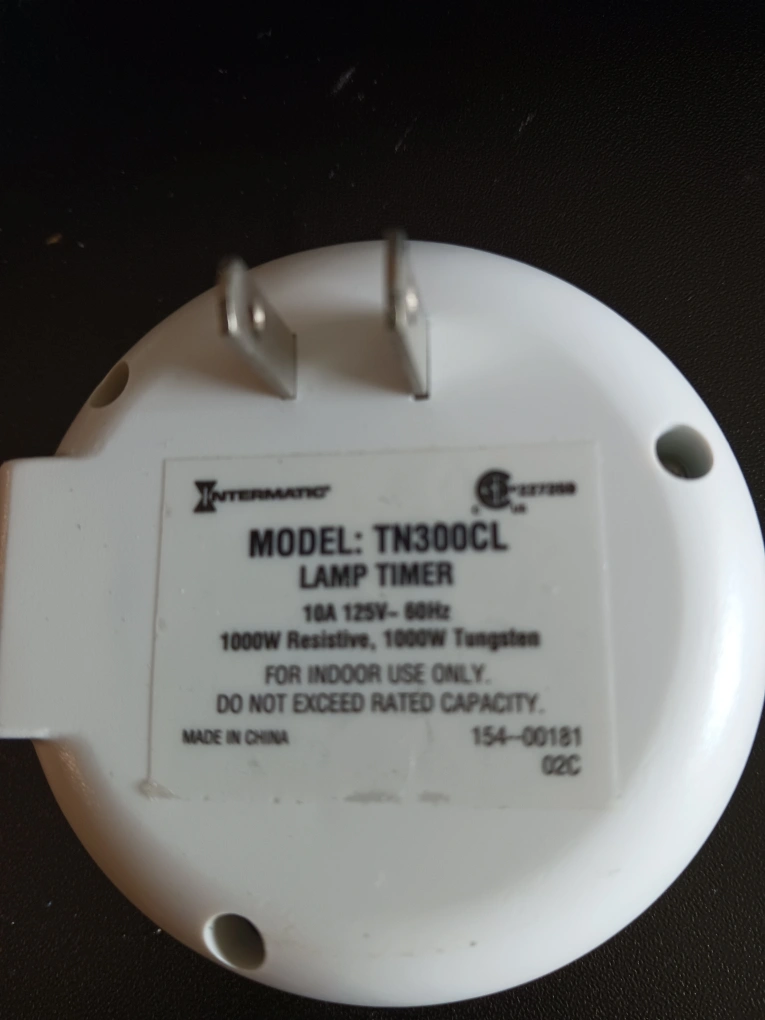 INTERMATIC
MODEL: TN300CL
LAMP TIMER
10A 125V~ 60Hz
1000W Resistive, 1000W Tungsten
FOR INDOOR USE ONLY.
DO NOT EXCEED RATED CAPACITY.
MADE IN CHINA 154-00181
02C